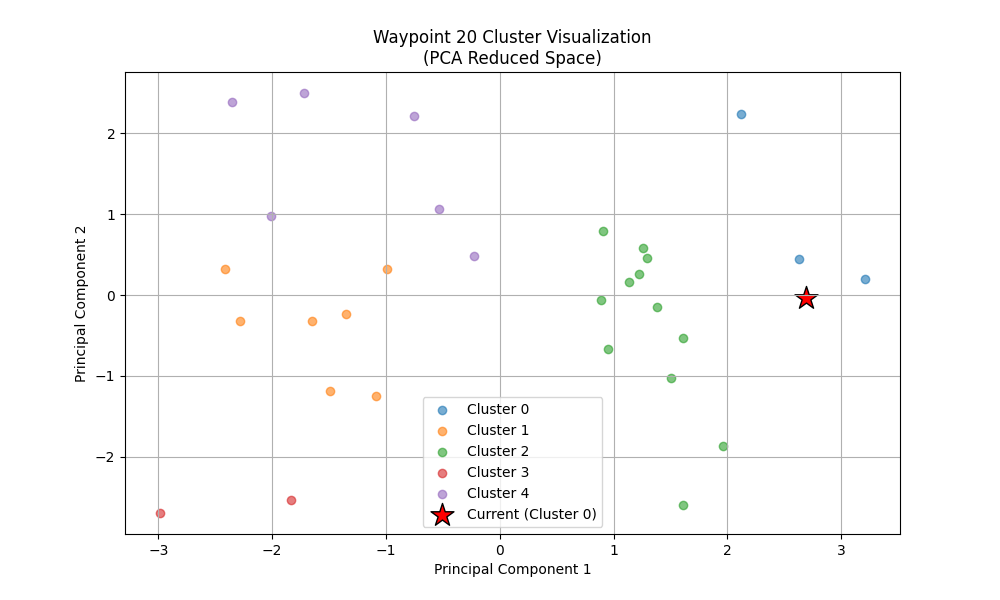 Waypoint 20 Cluster Visualization
(PCA Reduced Space)
Principal Component 2
2
1
0
−1
−2
Cluster 0
Cluster 1
Cluster 2
Cluster 3
Cluster 4
Current (Cluster 0)
−3
−2
−1
0
1
2
3
Principal Component 1